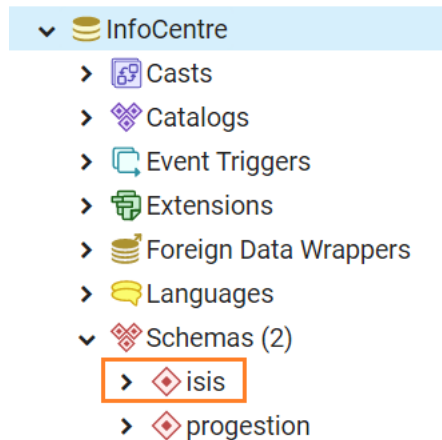 InfoCentre
Casts
Catalogs
Event Triggers
Extensions
Foreign Data Wrappers
Languages
Schemas (2)
isis
progestion